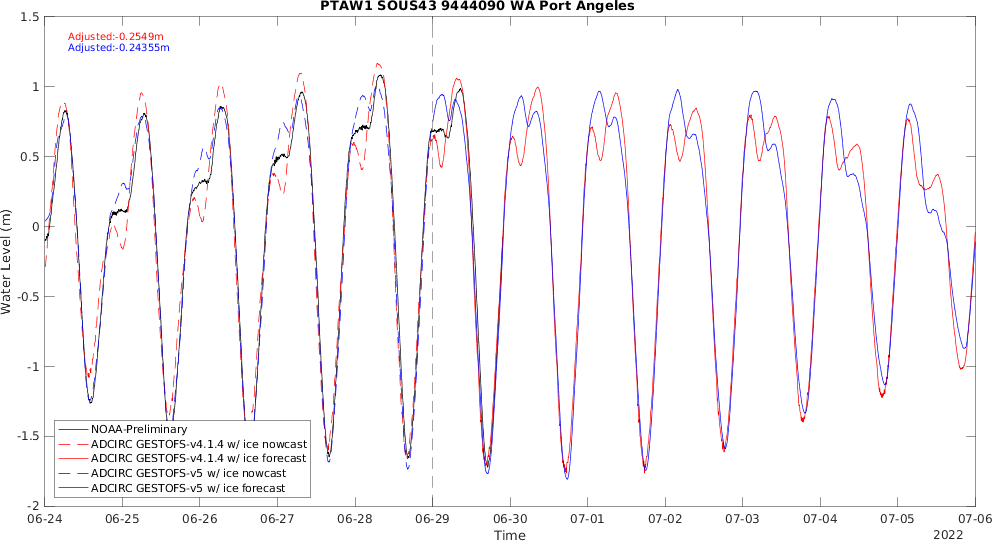 PTAW1 SOUS43 9444090 WA Port Angeles
Adjusted:-0.2549m
Adjusted:-0.24355m
1.5
1
0.5
0
-0.5
-1
-1.5
-2
Water Level (m)
NOAA-Preliminary
ADCIRC GESTOFS-v4.1.4 w/ ice nowcast
ADCIRC GESTOFS-v4.1.4 w/ ice forecast
ADCIRC GESTOFS-v5 w/ ice nowcast
ADCIRC GESTOFS-v5 w/ ice forecast
06-24 06-25 06-26 06-27 06-28 06-29 06-30 07-01 07-02 07-03 07-04 07-05 07-06
Time
2022